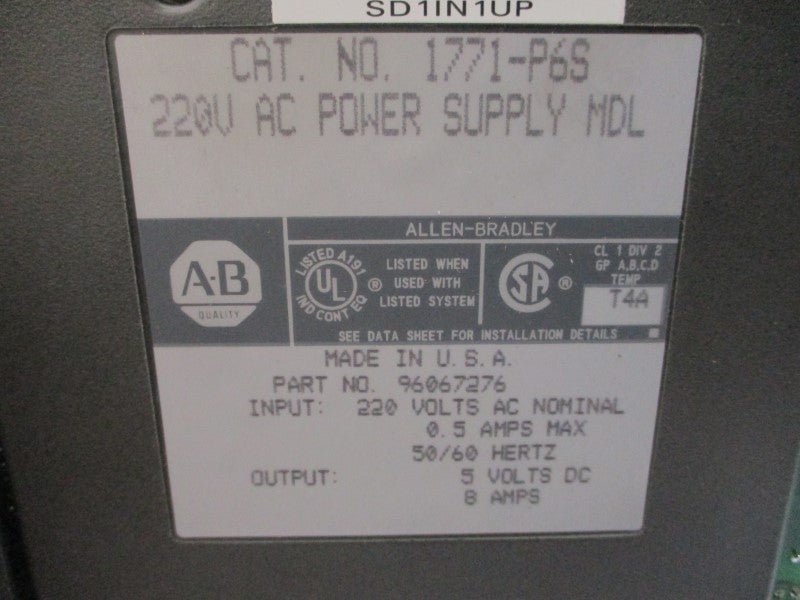 SD1IN1UP
CAT. NO. 1771-P6S
220V AC POWER SUPPLY MDL
ALLEN-BRADLEY
A·B
QUALITY
LISTED A191
UL
IND CONT EQ
®
LISTED WHEN
USED WITH
LISTED SYSTEM
SA
®
CL 1 DIV 2
GP A,B,C,D
TEMP
T4A
SEE DATA SHEET FOR INSTALLATION DETAILS
MADE IN U.S.A.
PART NO. 96067276
INPUT: 220 VOLTS AC NOMINAL
0.5 AMPS MAX
50/60 HERTZ
OUTPUT: 5 VOLTS DC
8 AMPS